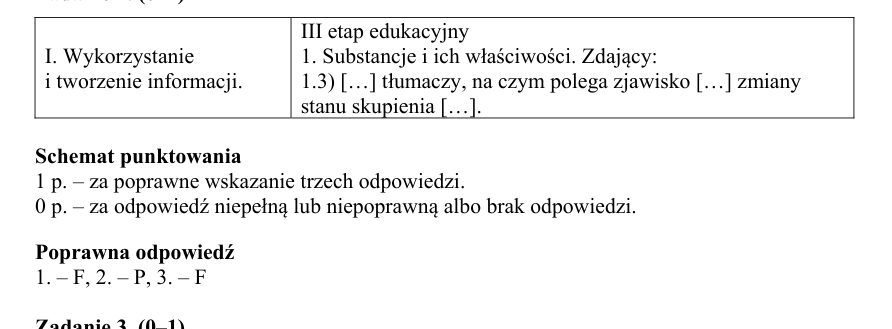 I. Wykorzystanie
i tworzenie informacji.
III etap edukacyjny
1. Substancje i ich właściwości. Zdający:
1.3) […] tłumaczy, na czym polega zjawisko […] zmiany
stanu skupienia […].
Schemat punktowania
1 p. – za poprawne wskazanie trzech odpowiedzi.
0 p. – za odpowiedź niepełną lub niepoprawną albo brak odpowiedzi.
Poprawna odpowiedź
1. – F, 2. – P, 3. – F
Zadanie 3. (0–1)